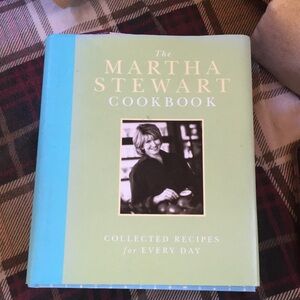 The
MARTHA
STEWART
COOKBOOK
COLLECTED RECIPES
for EVERY DAY